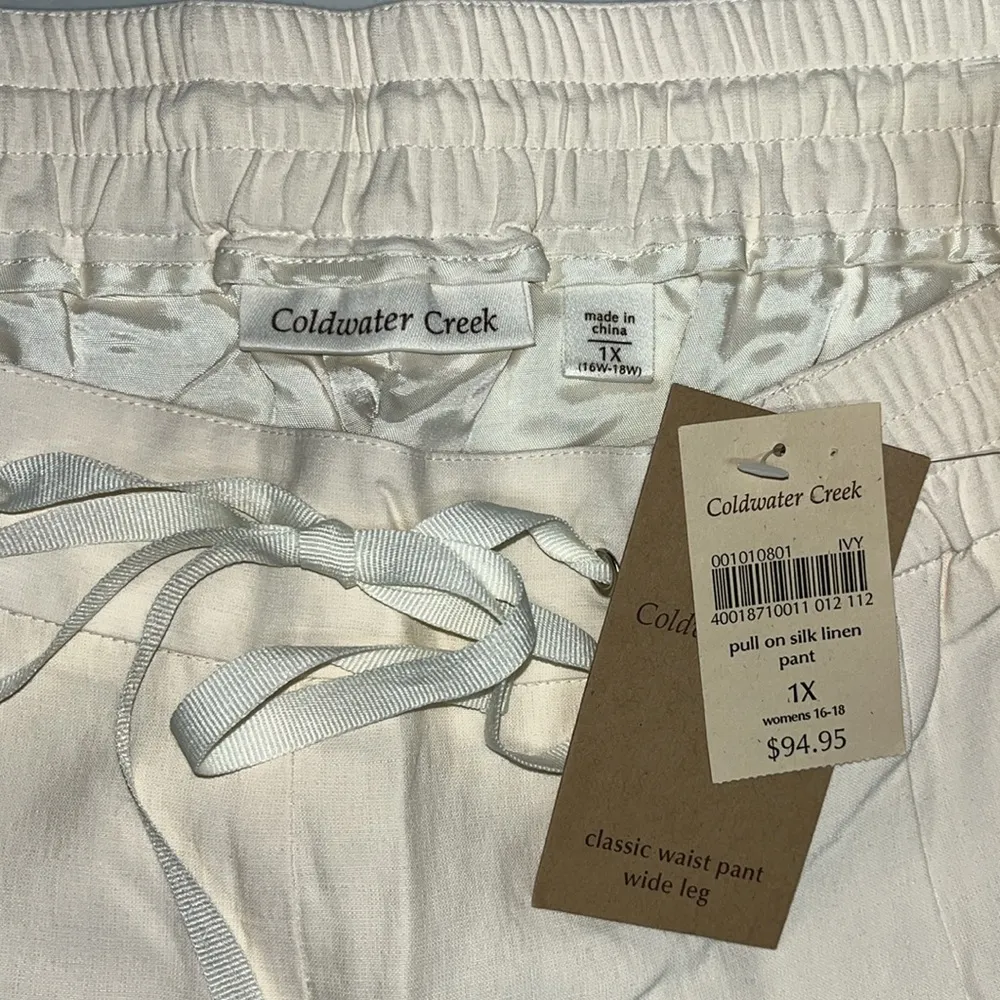 Coldwater Creek
made in
china
1X
(16W-18W)
Coldwater Creek
001010801 IVY
40018710011 012 112
pull on silk linen
pant
1X
womens 16-18
$94.95
classic waist pant
wide leg